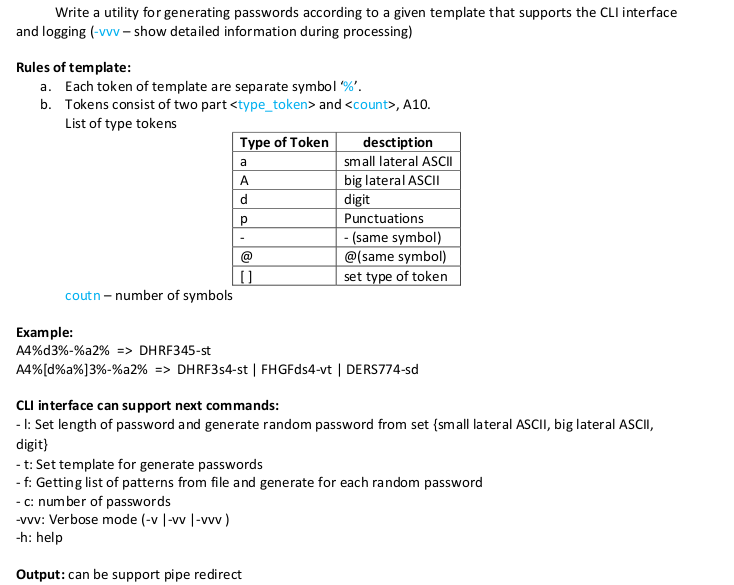 Write a utility for generating passwords according to a given template that supports the CLI interface
and logging (-vvv – show detailed information during processing)
Rules of template:
a. Each token of template are separate symbol ‘%’.
b. Tokens consist of two part <type_token> and <count>, A10.
List of type tokens
Type of Token desctiption
a small lateral ASCII
A big lateral ASCII
d digit
p Punctuations
- - (same symbol)
@ @(same symbol)
[ ] set type of token
coutn – number of symbols
Example:
A4%d3%-%a2% => DHRF345-st
A4%[d%a%]3%-%a2% => DHRF3s4-st | FHGFds4-vt | DERS774-sd
CLI interface can support next commands:
- l: Set length of password and generate random password from set {small lateral ASCII, big lateral ASCII,
digit}
- t: Set template for generate passwords
- f: Getting list of patterns from file and generate for each random password
- c: number of passwords
-vvv: Verbose mode (-v |-vv |-vvv )
-h: help
Output: can be support pipe redirect